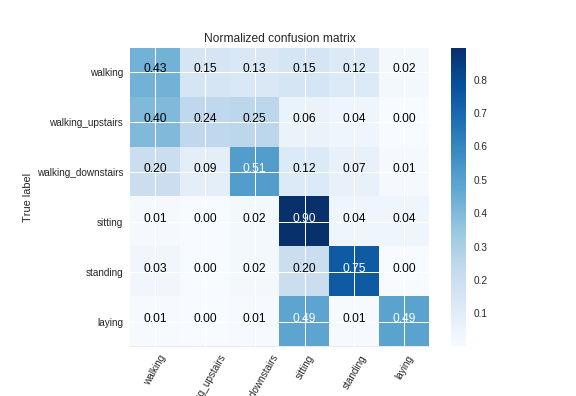 Normalized confusion matrix
True label
walking 0.43 0.15 0.13 0.15 0.12 0.02
walking_upstairs 0.40 0.24 0.25 0.06 0.04 0.00
walking_downstairs 0.20 0.09 0.51 0.12 0.07 0.01
sitting 0.01 0.00 0.02 0.90 0.04 0.04
standing 0.03 0.00 0.02 0.20 0.75 0.00
laying 0.01 0.00 0.01 0.49 0.01 0.49
walking ng_upstairs downstairs sitting standing laying
0.8
0.7
0.6
0.5
0.4
0.3
0.2
0.1